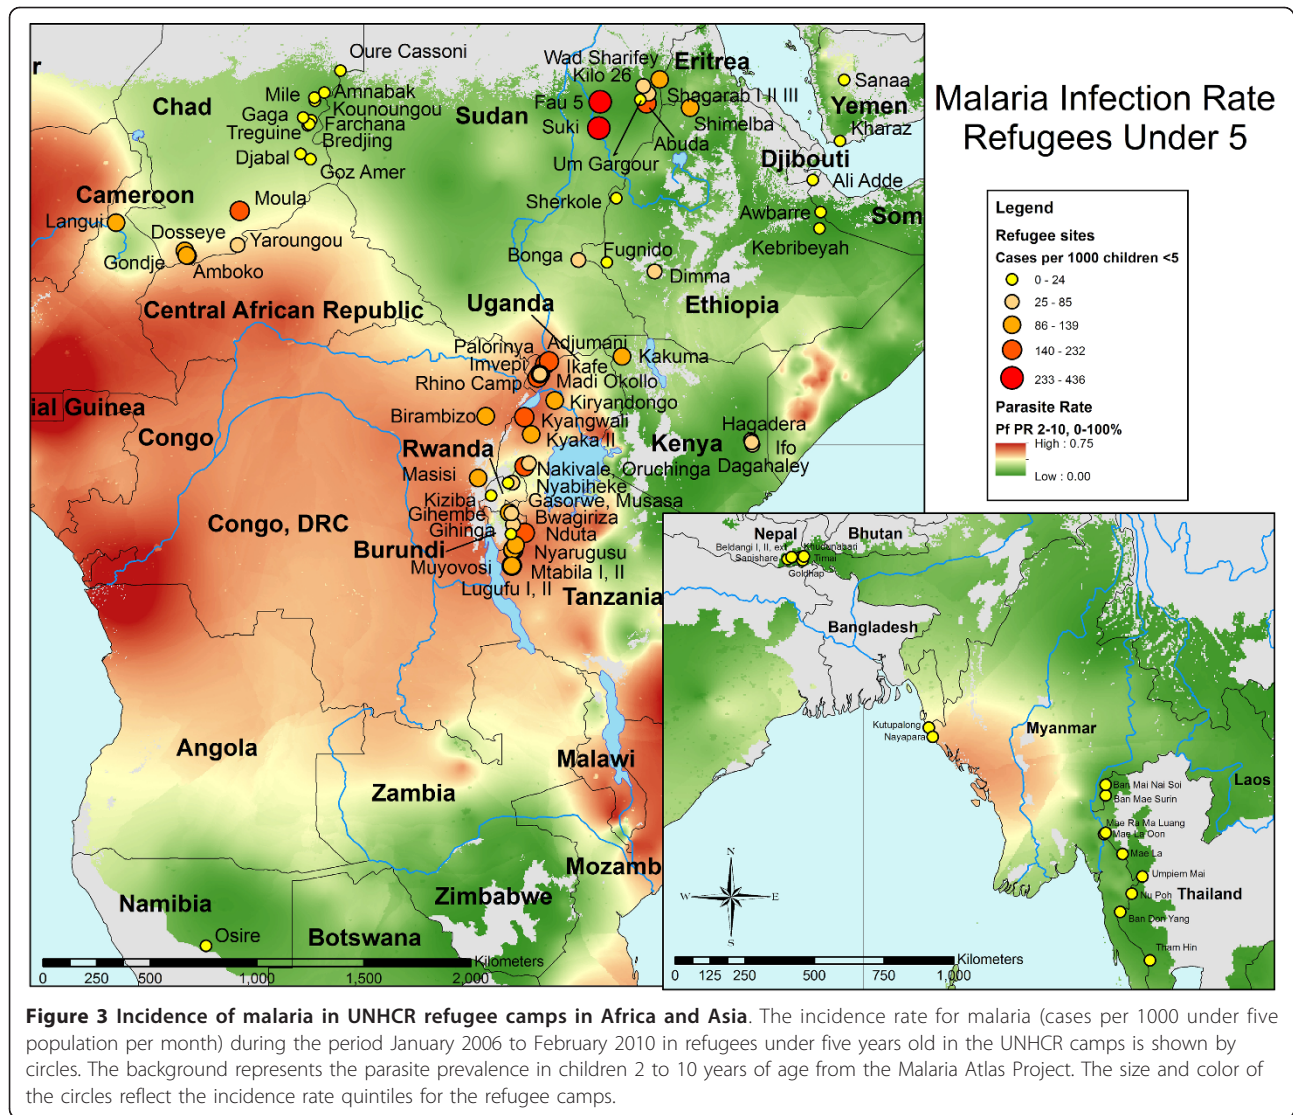 Malaria Infection Rate
Refugees Under 5
Legend
Refugee sites
Cases per 1000 children <5
0 - 24
25 - 85
86 - 139
140 - 232
233 - 436
Parasite Rate
Pf PR 2-10, 0-100%
High : 0.75
Low : 0.00
r
Oure Cassoni
Chad
Mile
Amnabak
Kounoungou
Gaga
Farchana
Treguine
Bredjing
Djabal
Goz Amer
Sudan
Wad Sharifey
Kilo 26
Eritrea
Fau 5
Shagarab I II III
Suki
Shimelba
Abuda
Um Gargour
Sanaa
Yemen
Kharaz
Djibouti
Ali Adde
Sherkole
Awbarre
Som
Kebribeyah
Cameroon
Langui
Moula
Dosseye
Yaroungou
Gondje
Amboko
Bonga
Fugnido
Dimma
Central African Republic
Uganda
Ethiopia
Palorinya
Adjumani
Imvepi
Ikafe
Kakuma
Rhino Camp
Madi Okollo
ial Guinea
Birambizo
Kiryandongo
Kyangwali
Congo
Rwanda
Kyaka II
Kenya
Hagadera
Ifo
Dagahaley
Masisi
Nakivale, Oruchinga
Nyabiheke
Kiziba
Gasorwe, Musasa
Gihembe
Bwagiriza
Congo, DRC
Gihinga
Nduta
Burundi
Nyarugusu
Muyovosi
Mtabila I, II
Lugufu I, II
Tanzania
Angola
Malawi
Zambia
Mozamb
Zimbabwe
Namibia
Osire
Botswana
Kilometers
0 250 500 1,000 1,500 2,000
Nepal
Bhutan
Beldangi I, II, ext
Khudunabari
Sanishare
Timai
Goldhap
Bangladesh
Kutupalong
Nayapara
Myanmar
Laos
Ban Mai Nai Soi
Ban Mae Surin
Mae Ra Ma Luang
Mae La Oon
Mae La
Umpiem Mai
Nu Poh
Thailand
Ban Don Yang
Tham Hin
N
W E
S
Kilometers
0 125 250 500 750 1,000
Figure 3 Incidence of malaria in UNHCR refugee camps in Africa and Asia. The incidence rate for malaria (cases per 1000 under five
population per month) during the period January 2006 to February 2010 in refugees under five years old in the UNHCR camps is shown by
circles. The background represents the parasite prevalence in children 2 to 10 years of age from the Malaria Atlas Project. The size and color of
the circles reflect the incidence rate quintiles for the refugee camps.